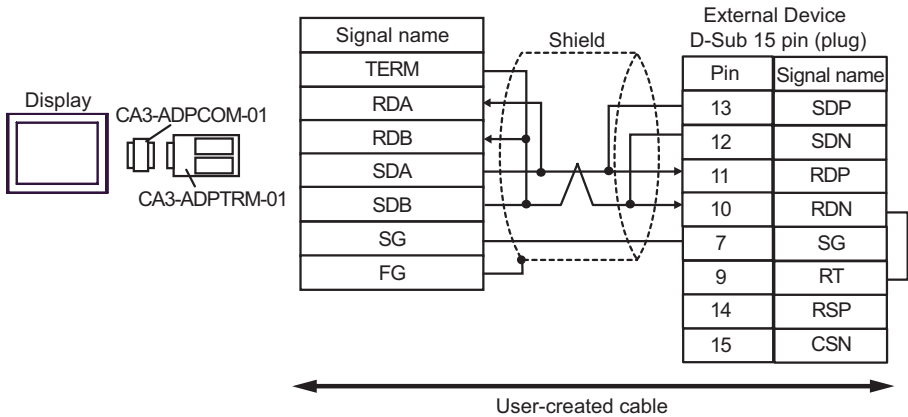 Display
CA3-ADPCOM-01
CA3-ADPTRM-01
Signal name
TERM
RDA
RDB
SDA
SDB
SG
FG
Shield
External Device
D-Sub 15 pin (plug)
Pin Signal name
13 SDP
12 SDN
11 RDP
10 RDN
7 SG
9 RT
14 RSP
15 CSN
User-created cable